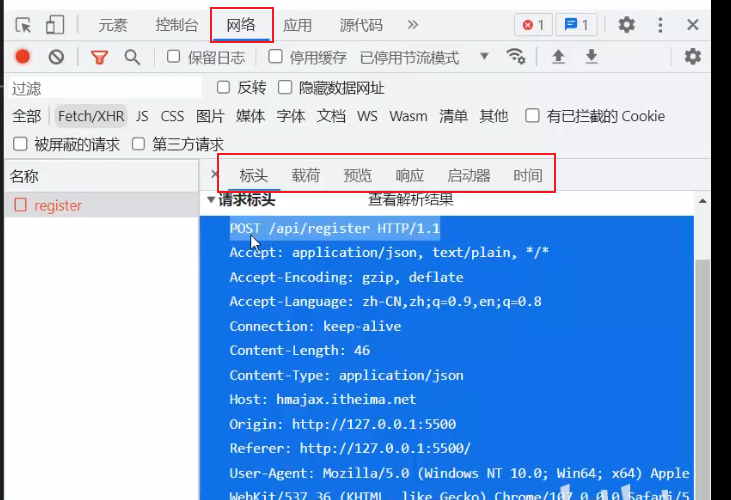 元素 控制台 网络 应用 源代码 » 1 1
保留日志 停用缓存 已停用节流模式
过滤 反转 隐藏数据网址
全部 Fetch/XHR JS CSS 图片 媒体 字体 文档 WS Wasm 清单 其他 有已拦截的 Cookie
被屏蔽的请求 第三方请求
名称 × 标头 载荷 预览 响应 启动器 时间
register
请求标头 查看解析结果
POST /api/register HTTP/1.1
Accept: application/json, text/plain, */*
Accept-Encoding: gzip, deflate
Accept-Language: zh-CN,zh;q=0.9,en;q=0.8
Connection: keep-alive
Content-Length: 46
Content-Type: application/json
Host: hmajax.itheima.net
Origin: http://127.0.0.1:5500
Referer: http://127.0.0.1:5500/
User-Agent: Mozilla/5.0 (Windows NT 10.0; Win64; x64) Apple
WebKit/537.36 (KHTML, like Gecko) Chrome/107.0.0.0 Safari/5